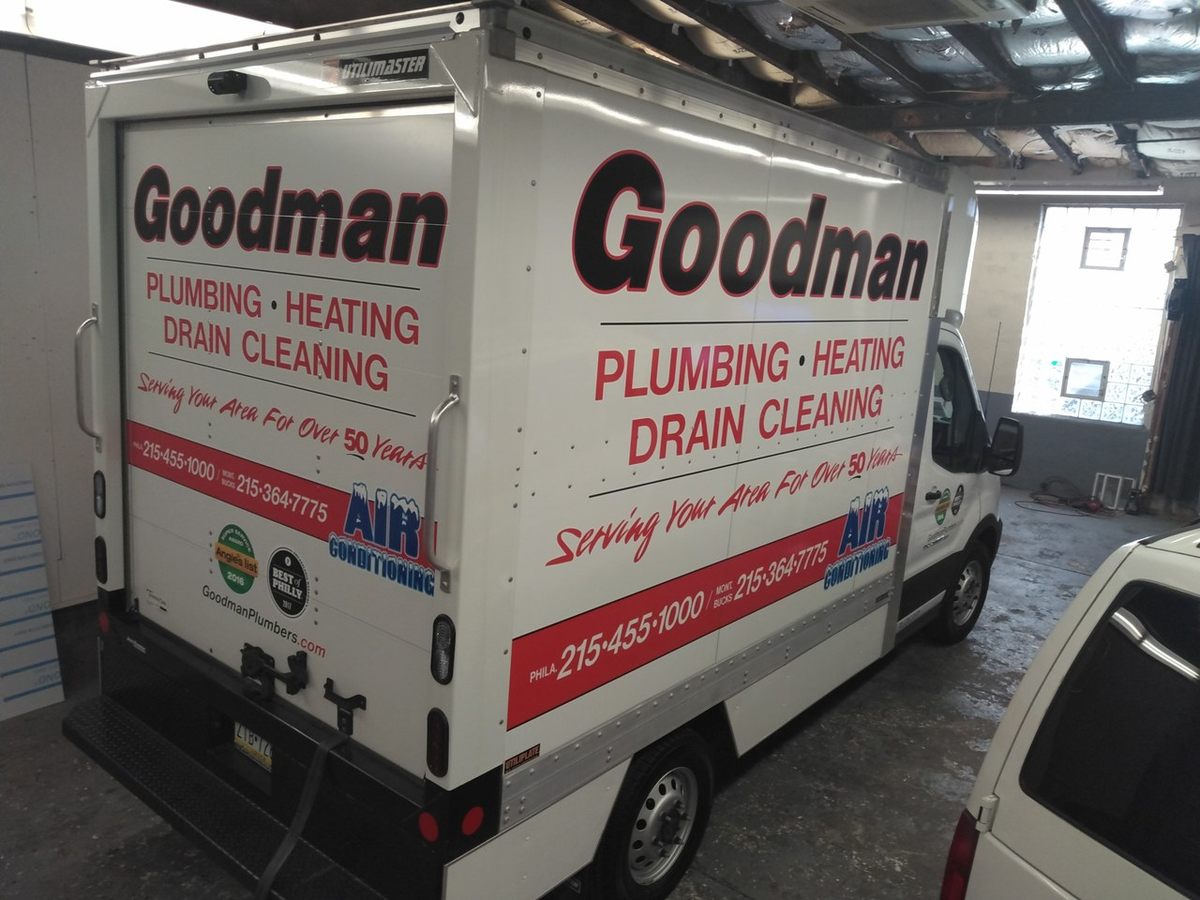 UTILIMASTER
Goodman
PLUMBING • HEATING
DRAIN CLEANING
Serving Your Area For Over 50 Years
PHILA. 215•455•1000 / MONT. BUCKS 215•364•7775
AIR
CONDITIONING
Angie's list
2016
BEST of
PHILLY
2017
GoodmanPlumbers.com
Goodman
PLUMBING • HEATING
DRAIN CLEANING
Serving Your Area For Over 50 Years
PHILA. 215•455•1000 / MONT. BUCKS 215•364•7775
AIR
CONDITIONING
UTILIPLATE